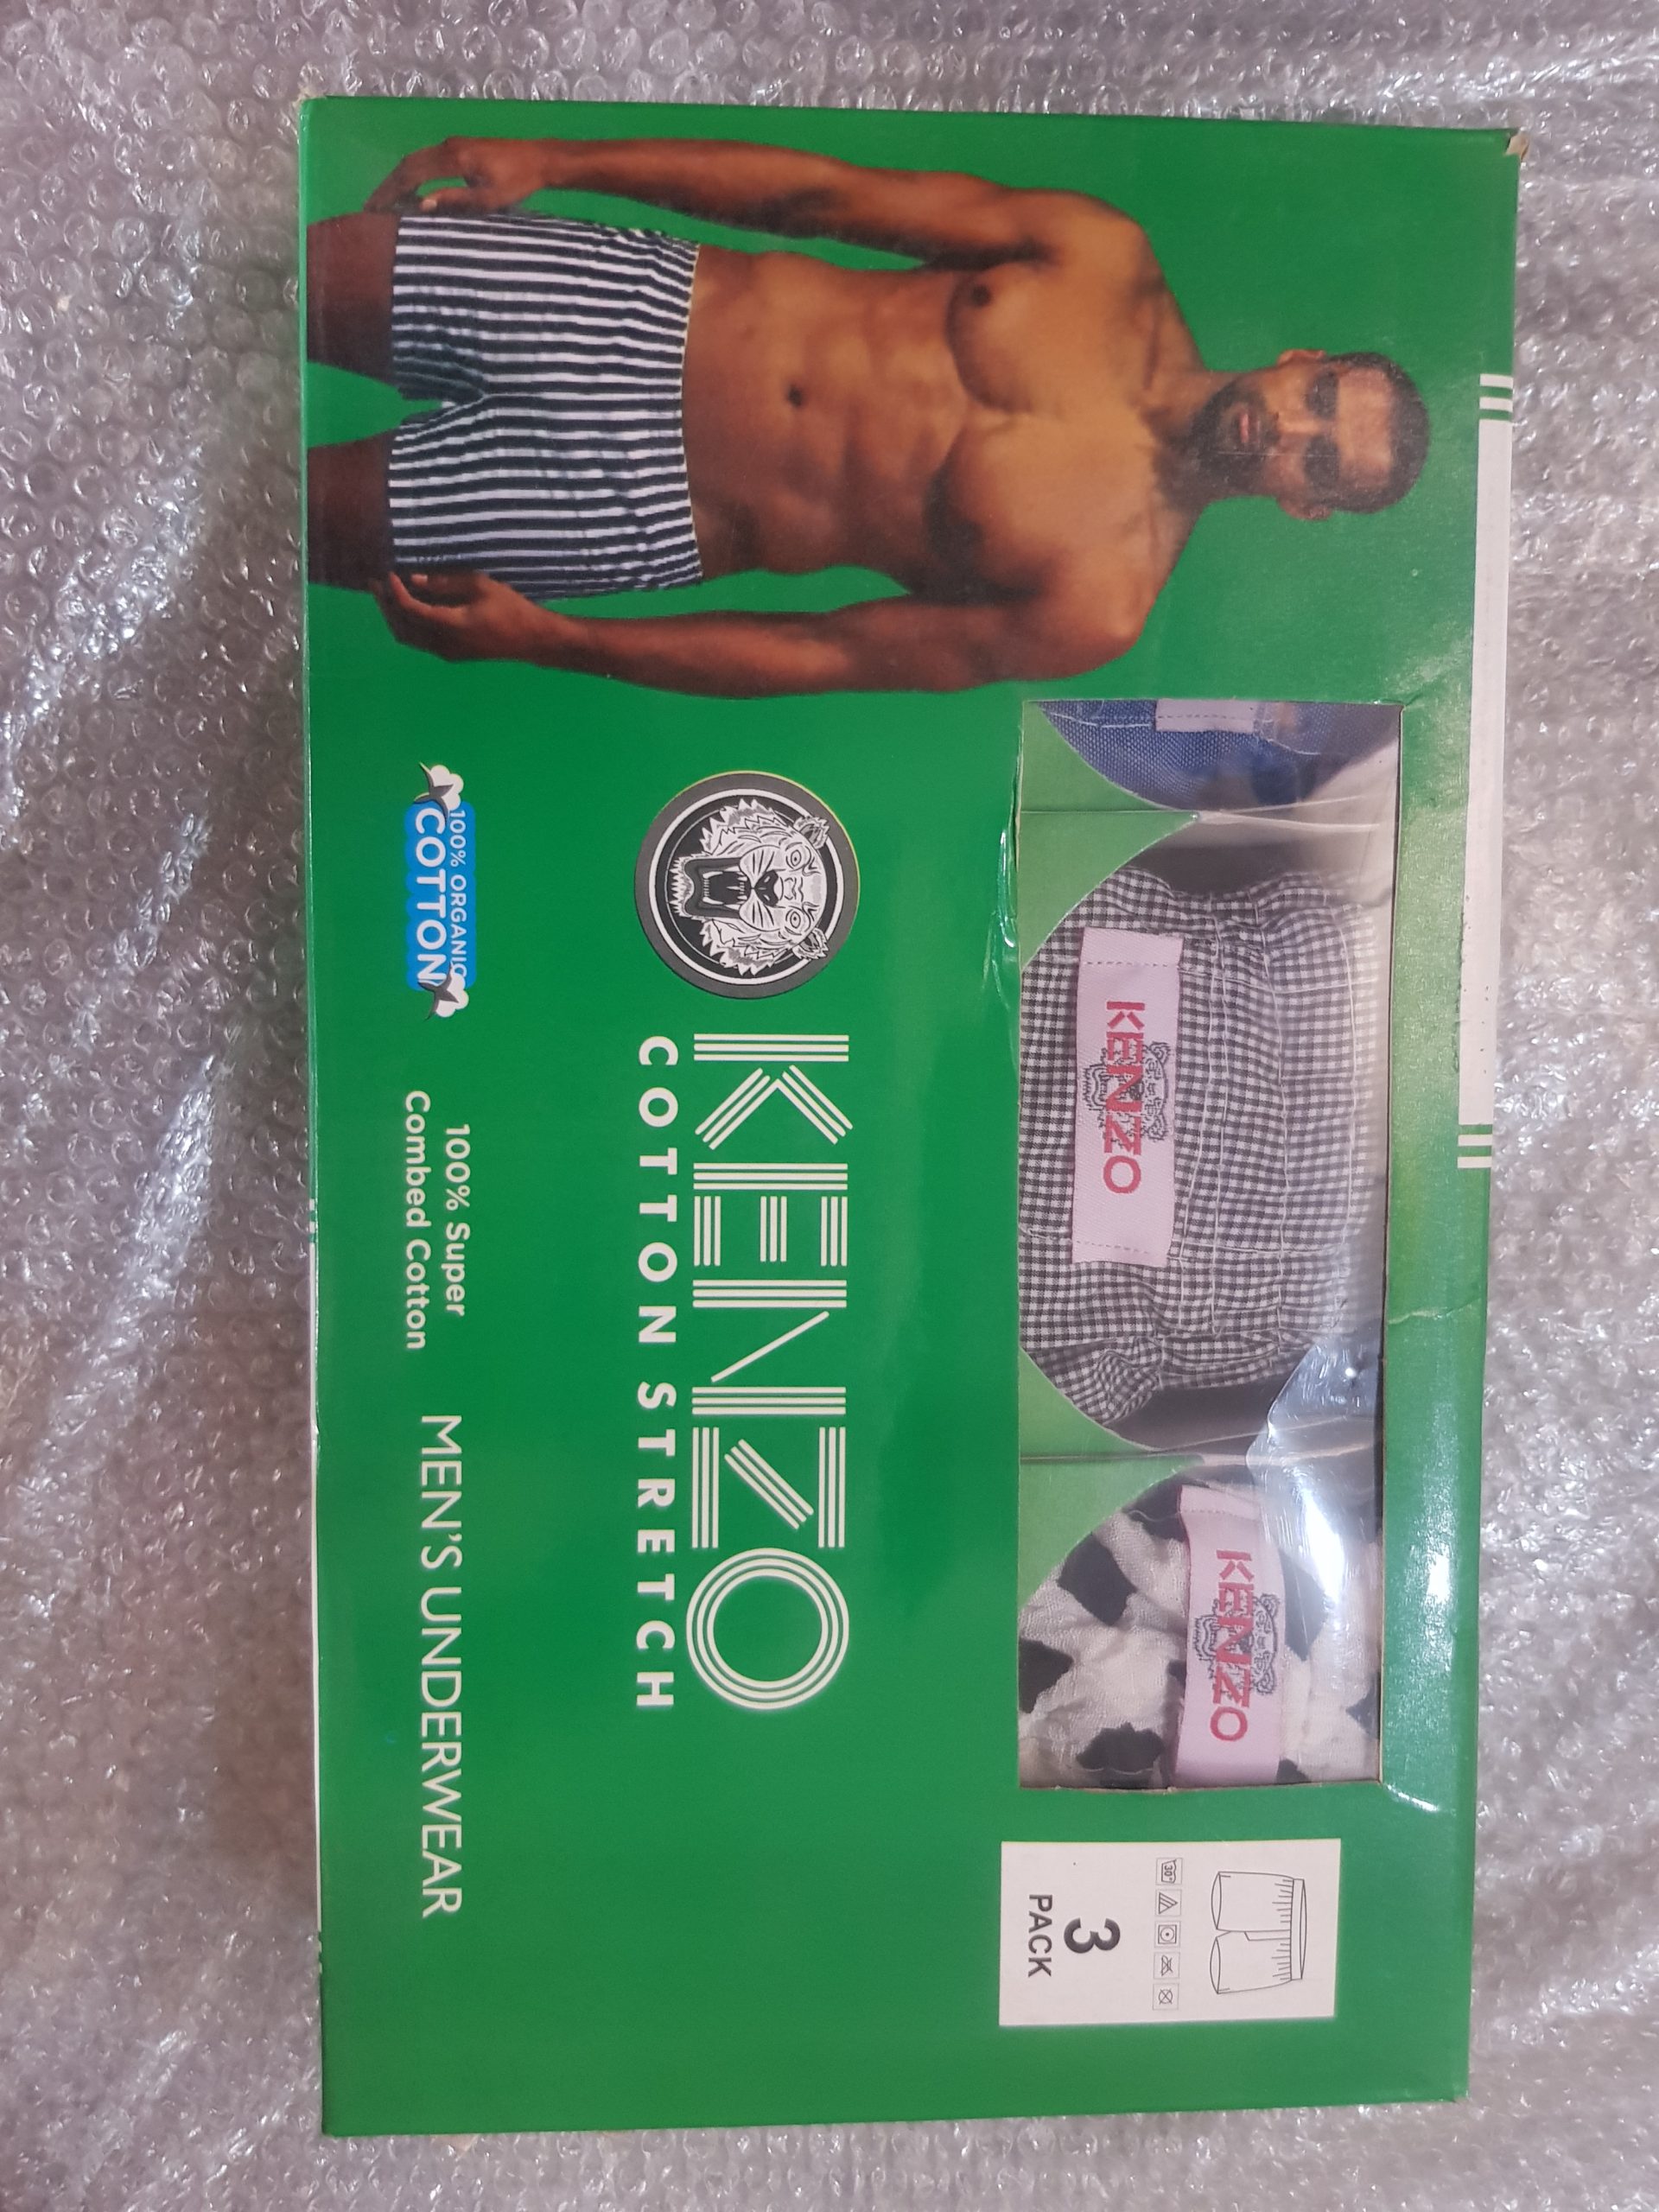 KENZO
KENZO
3
PACK
30°
KENZO
COTTON STRETCH
100% ORGANIC
COTTON
100% Super
Combed Cotton
MEN'S UNDERWEAR